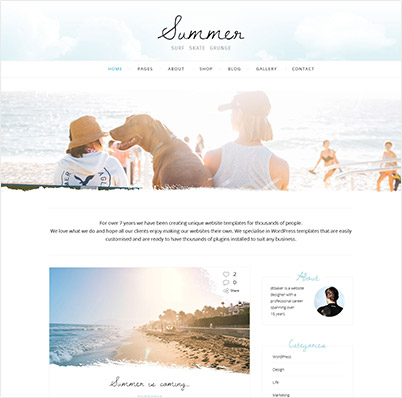 Summer
SURF SKATE GRUNGE
HOME PAGES ABOUT SHOP BLOG GALLERY CONTACT
For over 7 years we have been creating unique website templates for thousands of people.
We love what we do and hope all our clients enjoy making our websites their own. We specialise in WordPress templates that are easily
customised and are ready to have thousands of plugins installed to suit any business.
2
0
Share
Summer is coming...
About
is a website
designer with a
professional career
spanning over
18 years.
Categories
WordPress
Design
Life
Marketing